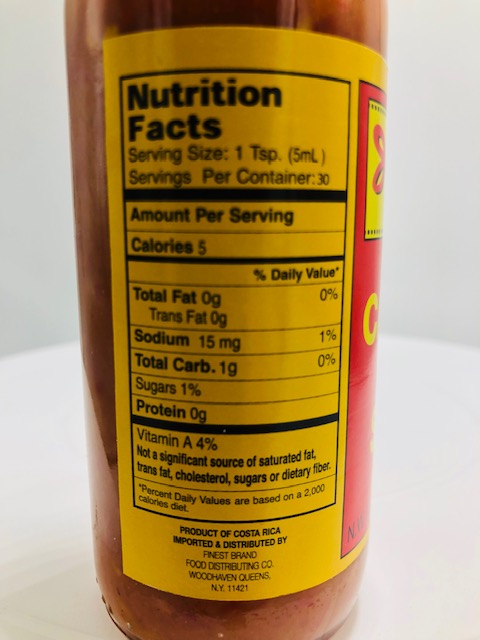 Nutrition
Facts
Serving Size: 1 Tsp. (5mL)
Servings Per Container: 30
Amount Per Serving
Calories 5
% Daily Value*
Total Fat 0g 0%
Trans Fat 0g
Sodium 15 mg 1%
Total Carb. 1g 0%
Sugars 1%
Protein 0g
Vitamin A 4%
Not a significant source of saturated fat,
trans fat, cholesterol, sugars or dietary fiber.
*Percent Daily Values are based on a 2,000
calories diet.
PRODUCT OF COSTA RICA
IMPORTED & DISTRIBUTED BY
FINEST BRAND
FOOD DISTRIBUTING CO.
WOODHAVEN QUEENS,
N.Y. 11421